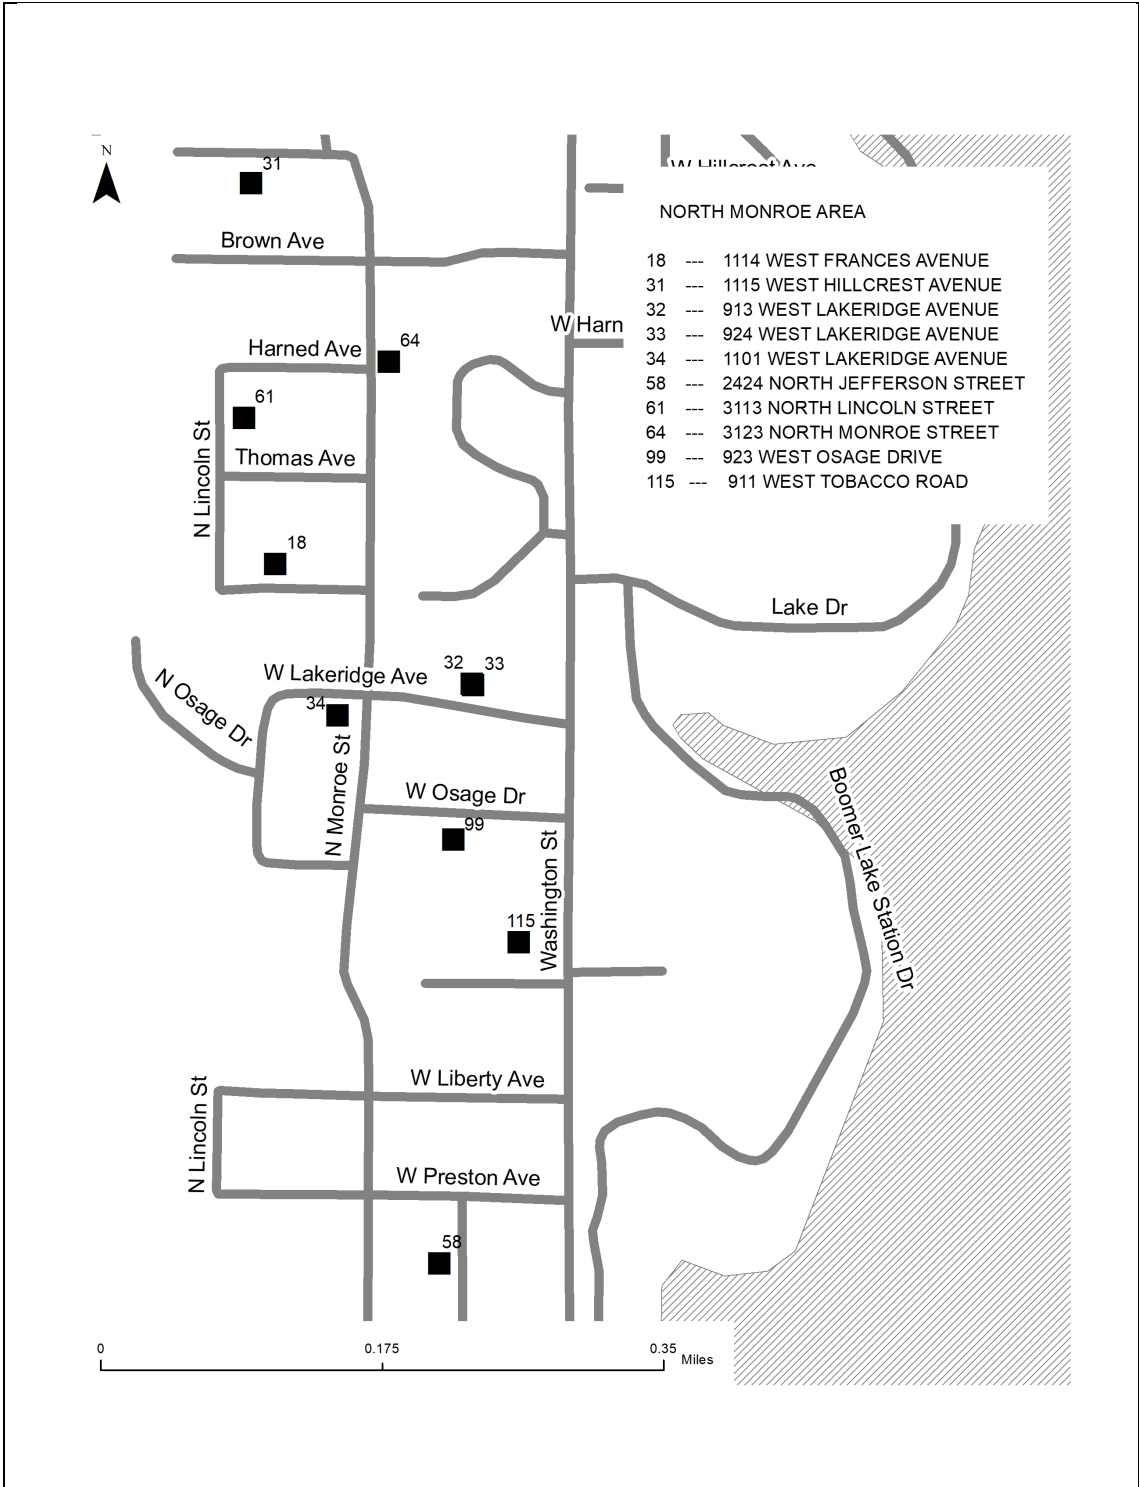 N
31
W Hillcrest Ave
NORTH MONROE AREA
Brown Ave
18 --- 1114 WEST FRANCES AVENUE
31 --- 1115 WEST HILLCREST AVENUE
32 --- 913 WEST LAKERIDGE AVENUE
33 --- 924 WEST LAKERIDGE AVENUE
34 --- 1101 WEST LAKERIDGE AVENUE
58 --- 2424 NORTH JEFFERSON STREET
61 --- 3113 NORTH LINCOLN STREET
64 --- 3123 NORTH MONROE STREET
99 --- 923 WEST OSAGE DRIVE
115 --- 911 WEST TOBACCO ROAD
W Harn
64
Harned Ave
61
N Lincoln St
Thomas Ave
18
Lake Dr
32 33
W Lakeridge Ave
N Osage Dr
34
N Monroe St
W Osage Dr
99
Boomer Lake Station Dr
Washington St
115
W Liberty Ave
N Lincoln St
W Preston Ave
58
0 0.175 0.35
Miles